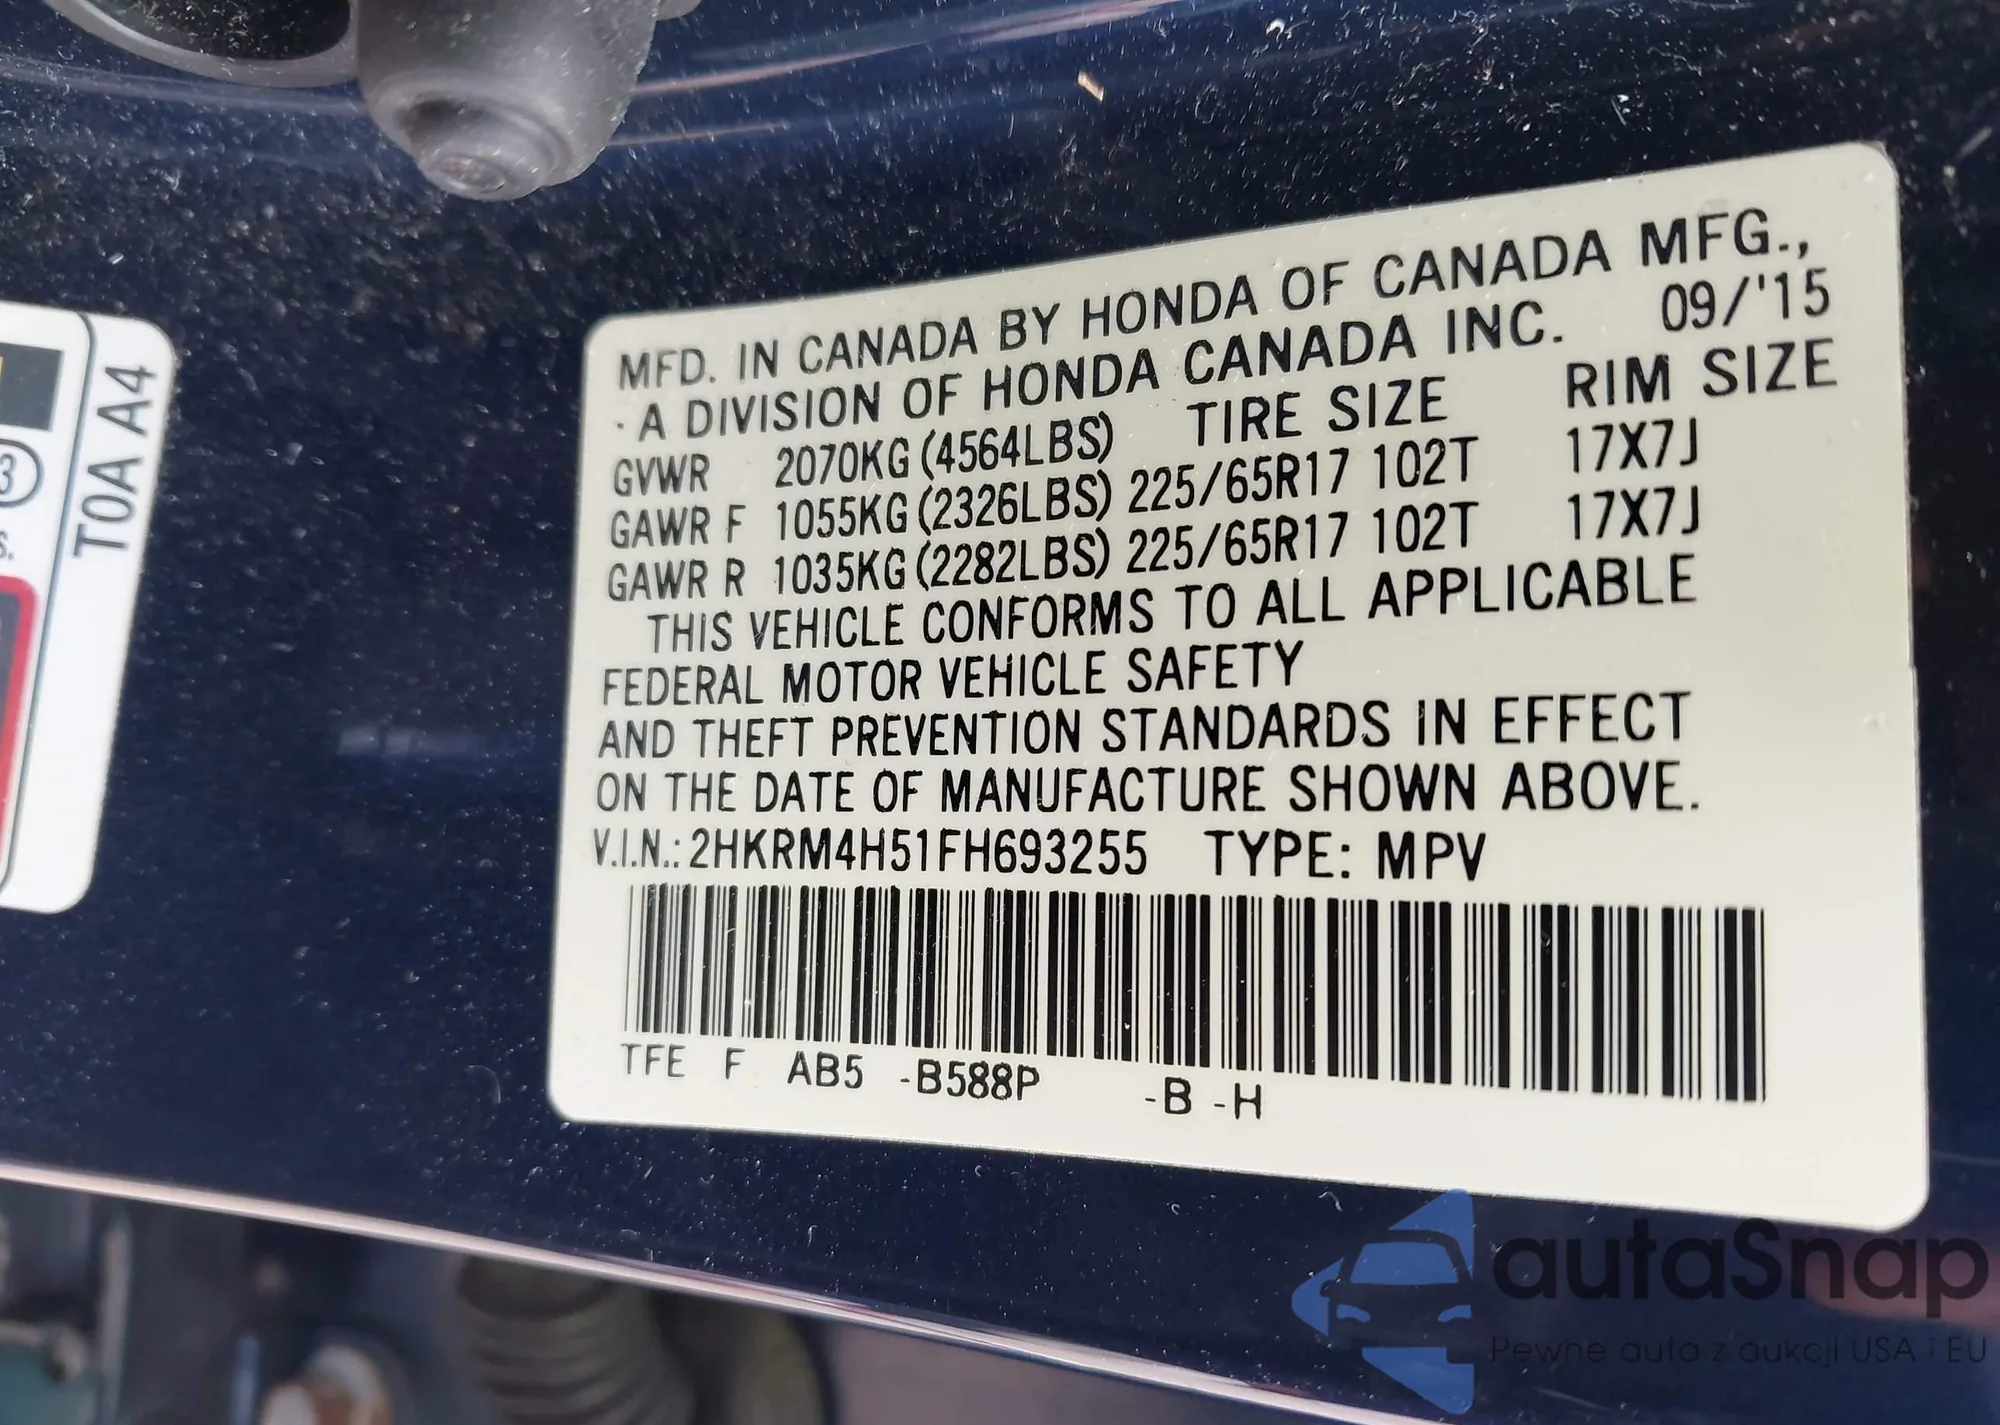 MFD. IN CANADA BY HONDA OF CANADA MFG.,
· A DIVISION OF HONDA CANADA INC. 09/'15
GVWR 2070KG (4564LBS) TIRE SIZE RIM SIZE
GAWR F 1055KG (2326LBS) 225/65R17 102T 17X7J
GAWR R 1035KG (2282LBS) 225/65R17 102T 17X7J
THIS VEHICLE CONFORMS TO ALL APPLICABLE
FEDERAL MOTOR VEHICLE SAFETY
AND THEFT PREVENTION STANDARDS IN EFFECT
ON THE DATE OF MANUFACTURE SHOWN ABOVE.
V.I.N.: 2HKRM4H51FH693255 TYPE: MPV
TFE F AB5 -B588P -B -H
T0A A4
3
s.
autaSnap
Pewne auta z aukcji USA i EU